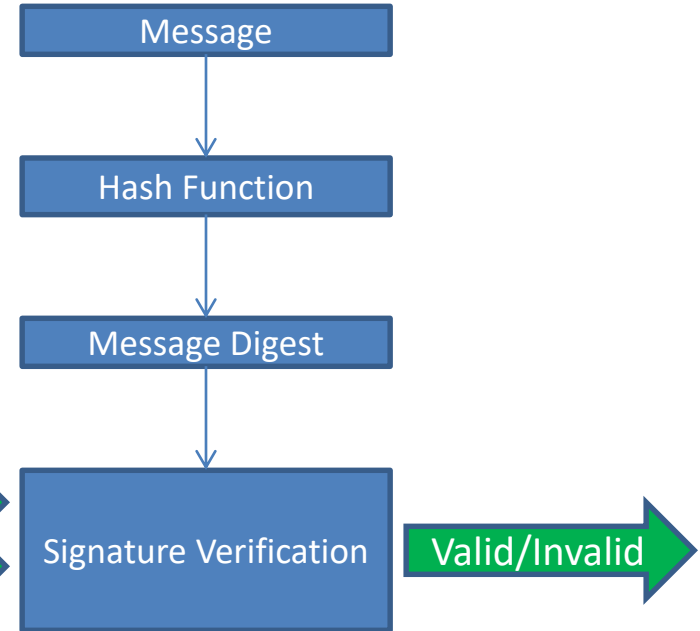 Message
Hash Function
Message Digest
Signature Verification
Valid/Invalid